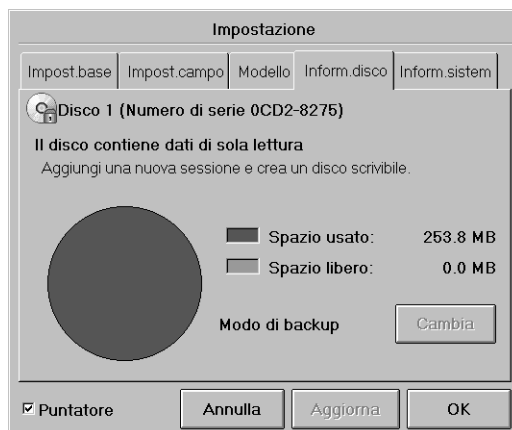 Impostazione
Impost.base Impost.campo Modello Inform.disco Inform.sistem
Disco 1 (Numero di serie 0CD2-8275)
Il disco contiene dati di sola lettura
Aggiungi una nuova sessione e crea un disco scrivibile.
Spazio usato: 253.8 MB
Spazio libero: 0.0 MB
Modo di backup Cambia
Puntatore Annulla Aggiorna OK